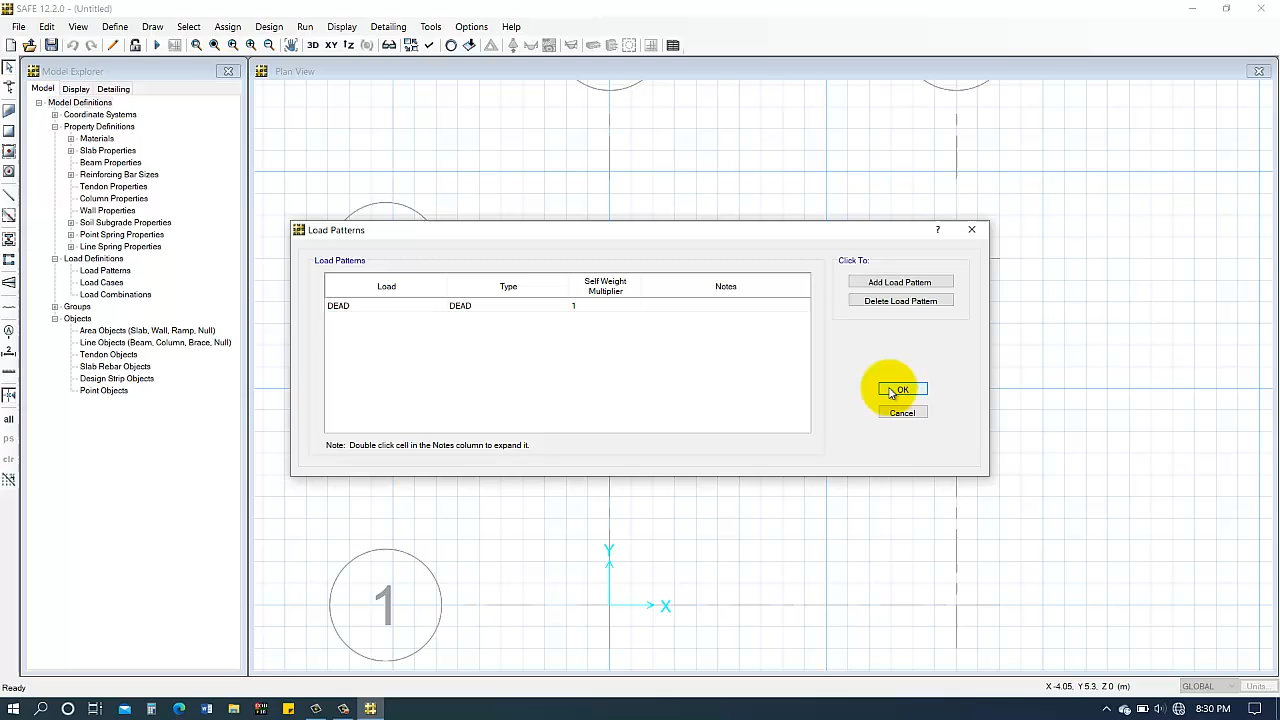 SAFE 12.2.0 - (Untitled)
File Edit View Define Draw Select Assign Design Run Display Detailing Tools Options Help
3D XY
Model Explorer
Plan View
Model Display Detailing
Model Definitions
Coordinate Systems
Property Definitions
Materials
Slab Properties
Beam Properties
Reinforcing Bar Sizes
Tendon Properties
Column Properties
Wall Properties
Soil Subgrade Properties
Point Spring Properties
Line Spring Properties
Load Definitions
Load Patterns
Load Cases
Load Combinations
Groups
Objects
Area Objects (Slab, Wall, Ramp, Null)
Line Objects (Beam, Column, Brace, Null)
Tendon Objects
Slab Rebar Objects
Design Strip Objects
Point Objects
all
ps
clr
Load Patterns
?
Load Patterns
Load Type Self Weight Multiplier Notes
DEAD DEAD 1
Note: Double click cell in the Notes column to expand it.
Click To:
Add Load Pattern
Delete Load Pattern
OK
Cancel
Y
X
1
Ready
X -4.05, Y 5.3, Z 0 (m)
GLOBAL
Units...
8:30 PM